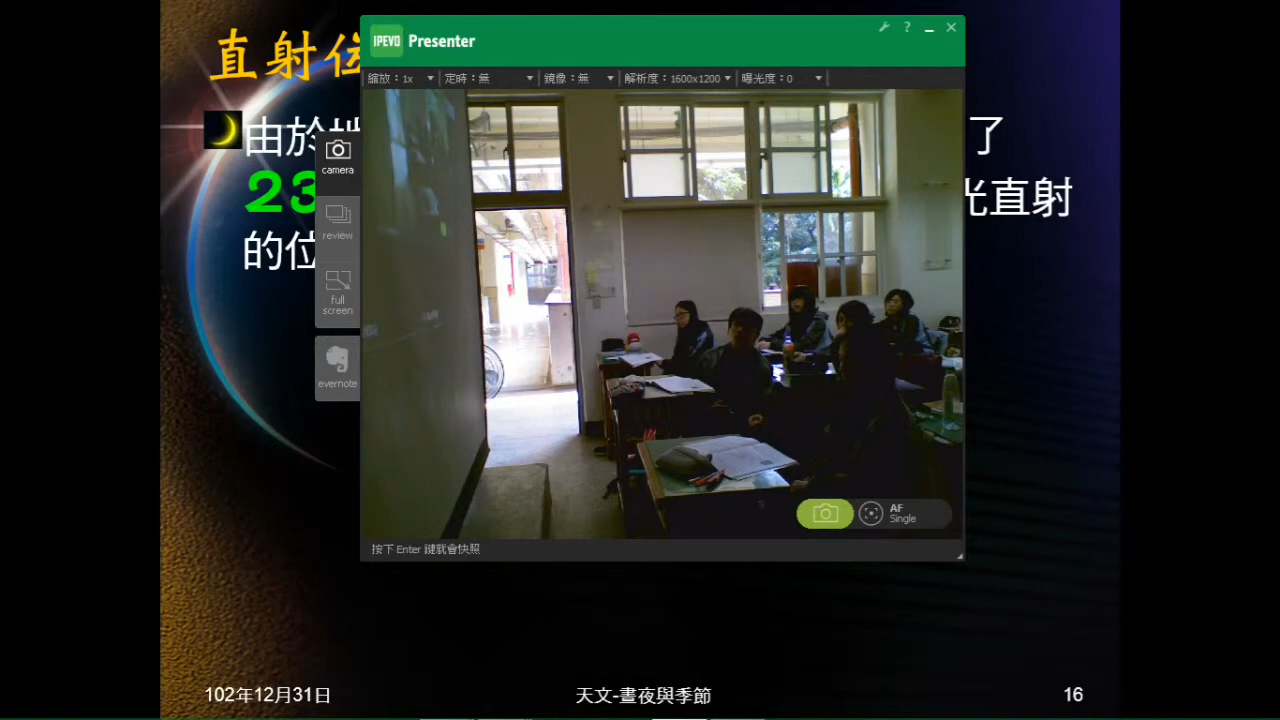 直射位
IPEVO Presenter
?
縮放：1x
定時：無
鏡像：無
解析度：1600x1200
曝光度：0
由於地
了
23
光直射
的位
camera
review
full
screen
evernote
AF
Single
按下 Enter 鍵就會快照
102年12月31日
天文-晝夜與季節
16